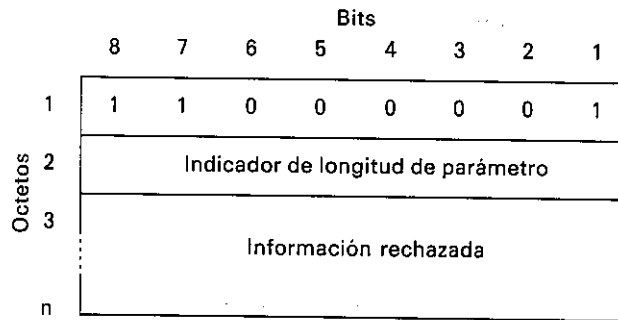 Bits
8 7 6 5 4 3 2 1
1 1 1 0 0 0 0 0 1
2 Indicador de longitud de parámetro
Octetos
3
Información rechazada
n